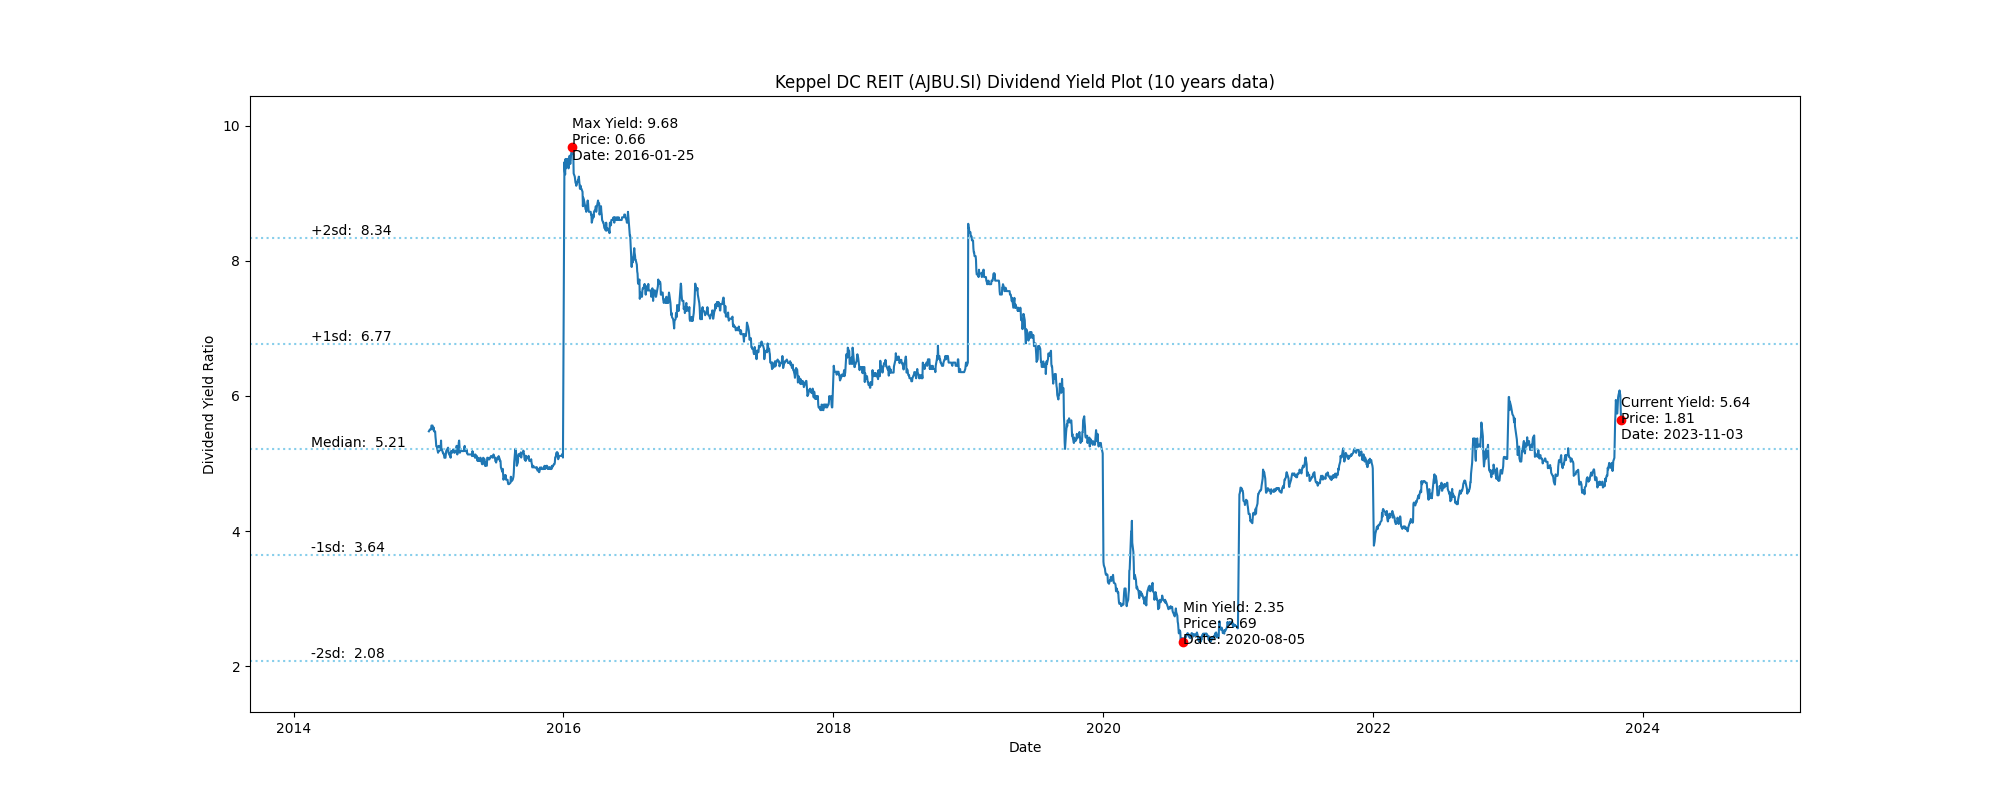 Keppel DC REIT (AJBU.SI) Dividend Yield Plot (10 years data)
10
8
6
4
2
Dividend Yield Ratio
Max Yield: 9.68
Price: 0.66
Date: 2016-01-25
+2sd: 8.34
+1sd: 6.77
Current Yield: 5.64
Price: 1.81
Date: 2023-11-03
Median: 5.21
-1sd: 3.64
Min Yield: 2.35
Price: 2.69
Date: 2020-08-05
-2sd: 2.08
2014
2016
2018
2020
2022
2024
Date